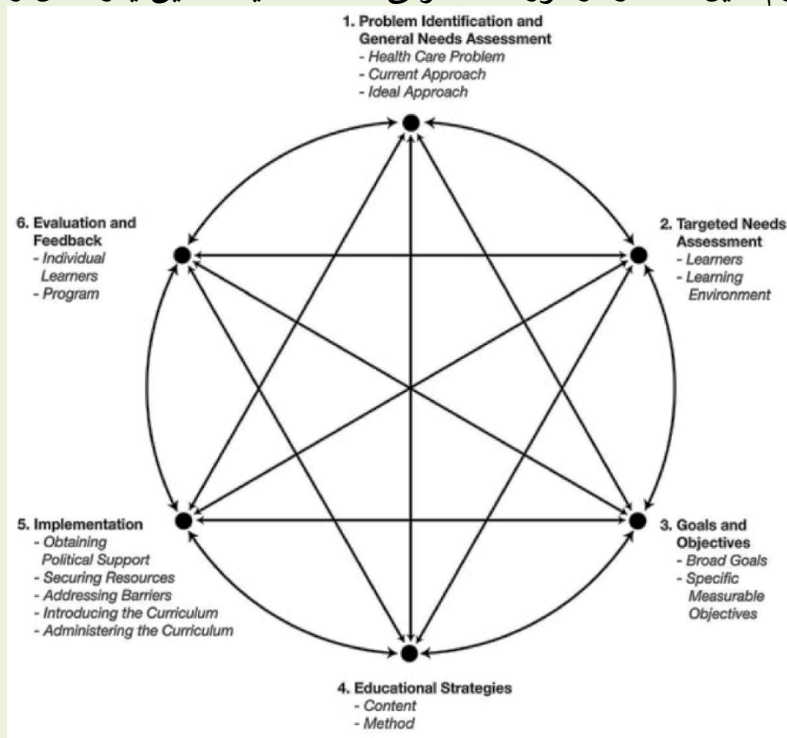 1. Problem Identification and
General Needs Assessment
- Health Care Problem
- Current Approach
- Ideal Approach
2. Targeted Needs
Assessment
- Learners
- Learning
Environment
3. Goals and
Objectives
- Broad Goals
- Specific
Measurable
Objectives
4. Educational Strategies
- Content
- Method
5. Implementation
- Obtaining
Political Support
- Securing Resources
- Addressing Barriers
- Introducing the Curriculum
- Administering the Curriculum
6. Evaluation and
Feedback
- Individual
Learners
- Program